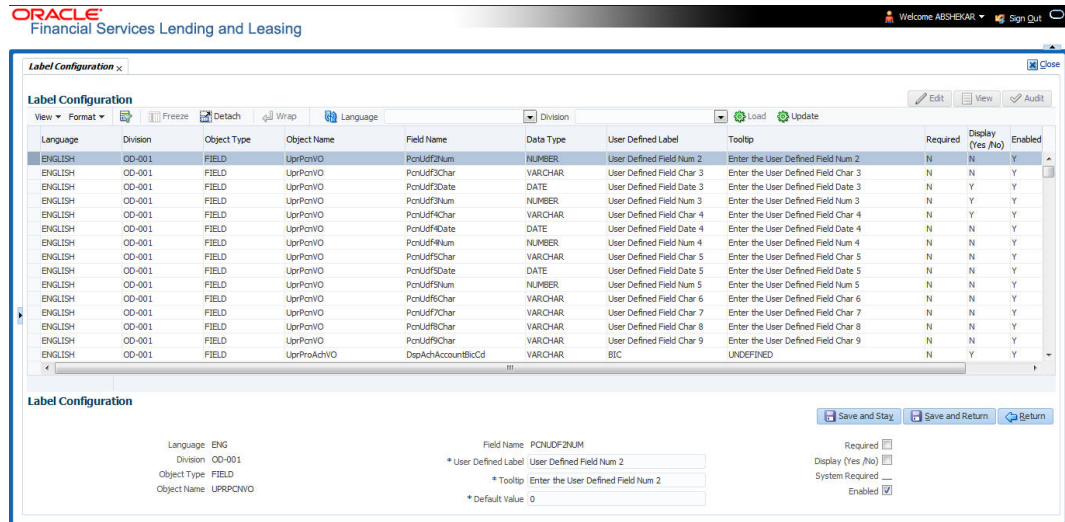 ORACLE
Financial Services Lending and Leasing
Welcome ABSHEKAR Sign Out
Label Configuration x
Close
Label Configuration
Edit View Audit
View Format Freeze Detach Wrap Language Division Load Update
Language Division Object Type Object Name Field Name Data Type User Defined Label Tooltip Required Display (Yes /No) Enabled
ENGLISH OD-001 FIELD UprPcnVO PcnUdf2Num NUMBER User Defined Field Num 2 Enter the User Defined Field Num 2 N N Y
ENGLISH OD-001 FIELD UprPcnVO PcnUdf3Char VARCHAR User Defined Field Char 3 Enter the User Defined Field Char 3 N N Y
ENGLISH OD-001 FIELD UprPcnVO PcnUdf3Date DATE User Defined Field Date 3 Enter the User Defined Field Date 3 N Y Y
ENGLISH OD-001 FIELD UprPcnVO PcnUdf3Num NUMBER User Defined Field Num 3 Enter the User Defined Field Num 3 N Y Y
ENGLISH OD-001 FIELD UprPcnVO PcnUdf4Char VARCHAR User Defined Field Char 4 Enter the User Defined Field Char 4 N Y Y
ENGLISH OD-001 FIELD UprPcnVO PcnUdf4Date DATE User Defined Field Date 4 Enter the User Defined Field Date 4 N N Y
ENGLISH OD-001 FIELD UprPcnVO PcnUdf4Num NUMBER User Defined Field Num 4 Enter the User Defined Field Num 4 N N Y
ENGLISH OD-001 FIELD UprPcnVO PcnUdf5Char VARCHAR User Defined Field Char 5 Enter the User Defined Field Char 5 N N Y
ENGLISH OD-001 FIELD UprPcnVO PcnUdf5Date DATE User Defined Field Date 5 Enter the User Defined Field Date 5 N N Y
ENGLISH OD-001 FIELD UprPcnVO PcnUdf5Num NUMBER User Defined Field Num 5 Enter the User Defined Field Num 5 N N Y
ENGLISH OD-001 FIELD UprPcnVO PcnUdf6Char VARCHAR User Defined Field Char 6 Enter the User Defined Field Char 6 N N Y
ENGLISH OD-001 FIELD UprPcnVO PcnUdf7Char VARCHAR User Defined Field Char 7 Enter the User Defined Field Char 7 N N Y
ENGLISH OD-001 FIELD UprPcnVO PcnUdf8Char VARCHAR User Defined Field Char 8 Enter the User Defined Field Char 8 N N Y
ENGLISH OD-001 FIELD UprPcnVO PcnUdf9Char VARCHAR User Defined Field Char 9 Enter the User Defined Field Char 9 N N Y
ENGLISH OD-001 FIELD UprProAchVO DspAchAccountBicCd VARCHAR BIC UNDEFINED N Y Y
Label Configuration
Save and Stay Save and Return Return
Language ENG Field Name PCNUDF2NUM Required
Division OD-001 * User Defined Label User Defined Field Num 2 Display (Yes /No)
Object Type FIELD * Tooltip Enter the User Defined Field Num 2 System Required
Object Name UPRPCNVO * Default Value 0 Enabled